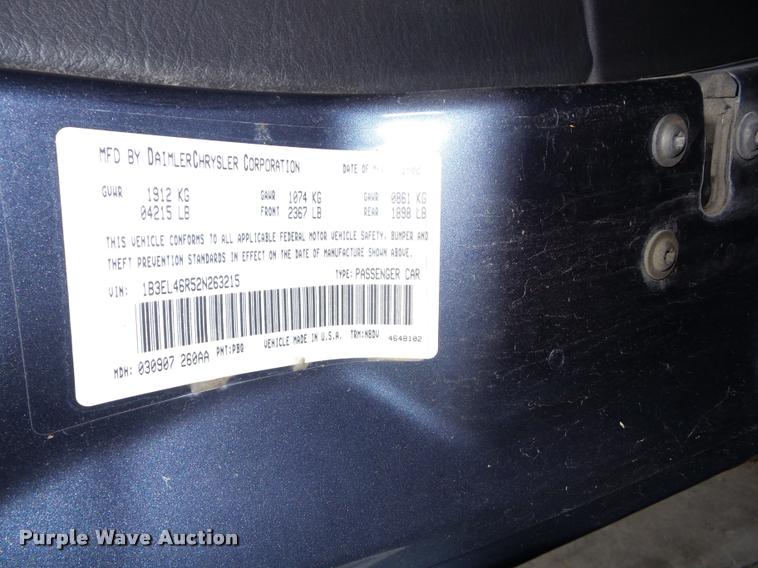 MFD BY DAIMLERCHRYSLER CORPORATION DATE OF
GVWR 1912 KG GAWR 1074 KG GAWR 0861 KG
04215 LB FRONT 2367 LB REAR 1898 LB
THIS VEHICLE CONFORMS TO ALL APPLICABLE FEDERAL MOTOR VEHICLE SAFETY, BUMPER AND
THEFT PREVENTION STANDARDS IN EFFECT ON THE DATE OF MANUFACTURE SHOWN ABOVE.
VIN: 1B3EL46R52N263215 TYPE: PASSENGER CAR
MDH: 030907 260AA PNT:PBQ VEHICLE MADE IN U.S.A. TRM:N8DV 4648102
Purple Wave Auction